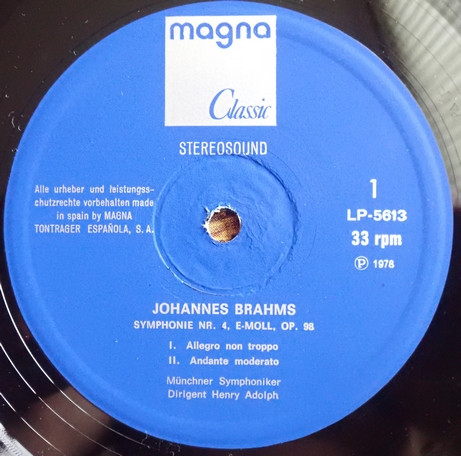 magna
Classic
STEREOSOUND
Alle urheber und leistungss-
chutzrechte vorbehalten made
in spain by MAGNA
TONTRAGER ESPAÑOLA, S. A.
1
LP-5613
33 rpm
Ⓟ 1978
JOHANNES BRAHMS
SYMPHONIE NR. 4, E-MOLL, OP. 98
I. Allegro non troppo
II. Andante moderato
Münchner Symphoniker
Dirigent Henry Adolph